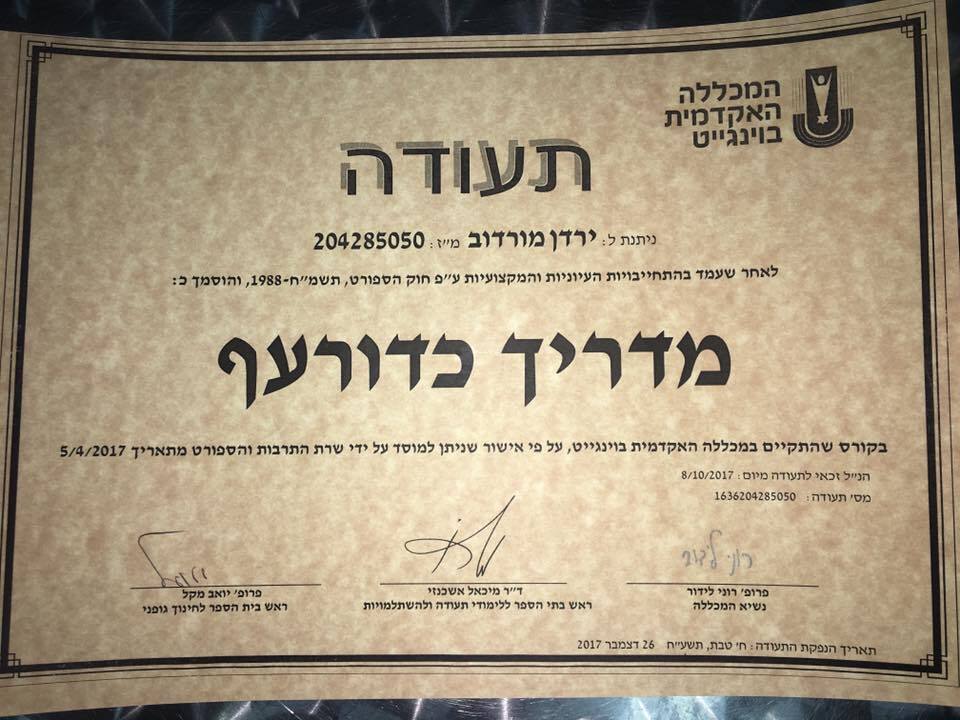 המכללה
האקדמית
בוינגייט
תעודה
ניתנת ל: ירדן מורדוב מ״ז: 204285050
לאחר שעמד בהתחייבויות העיוניות והמקצועיות ע״פ חוק הספורט, תשמ״ח-1988, והוסמך כ:
מדריך כדורעף
בקורס שהתקיים במכללה האקדמית בוינגייט, על פי אישור שניתן למוסד על ידי שרת התרבות והספורט מתאריך 5/4/2017
הנ״ל זכאי לתעודה מיום: 8/10/2017
מס׳ תעודה: 1636204285050
רוני לידור
פרופ׳ רוני לידור
נשיא המכללה
ד״ר מיכאל אשכנזי
ראש בתי הספר ללימודי תעודה ולהשתלמויות
פרופ׳ יואב מקל
ראש בית הספר לחינוך גופני
תאריך הנפקת התעודה: ח׳ טבת, תשע״ח 26 דצמבר 2017